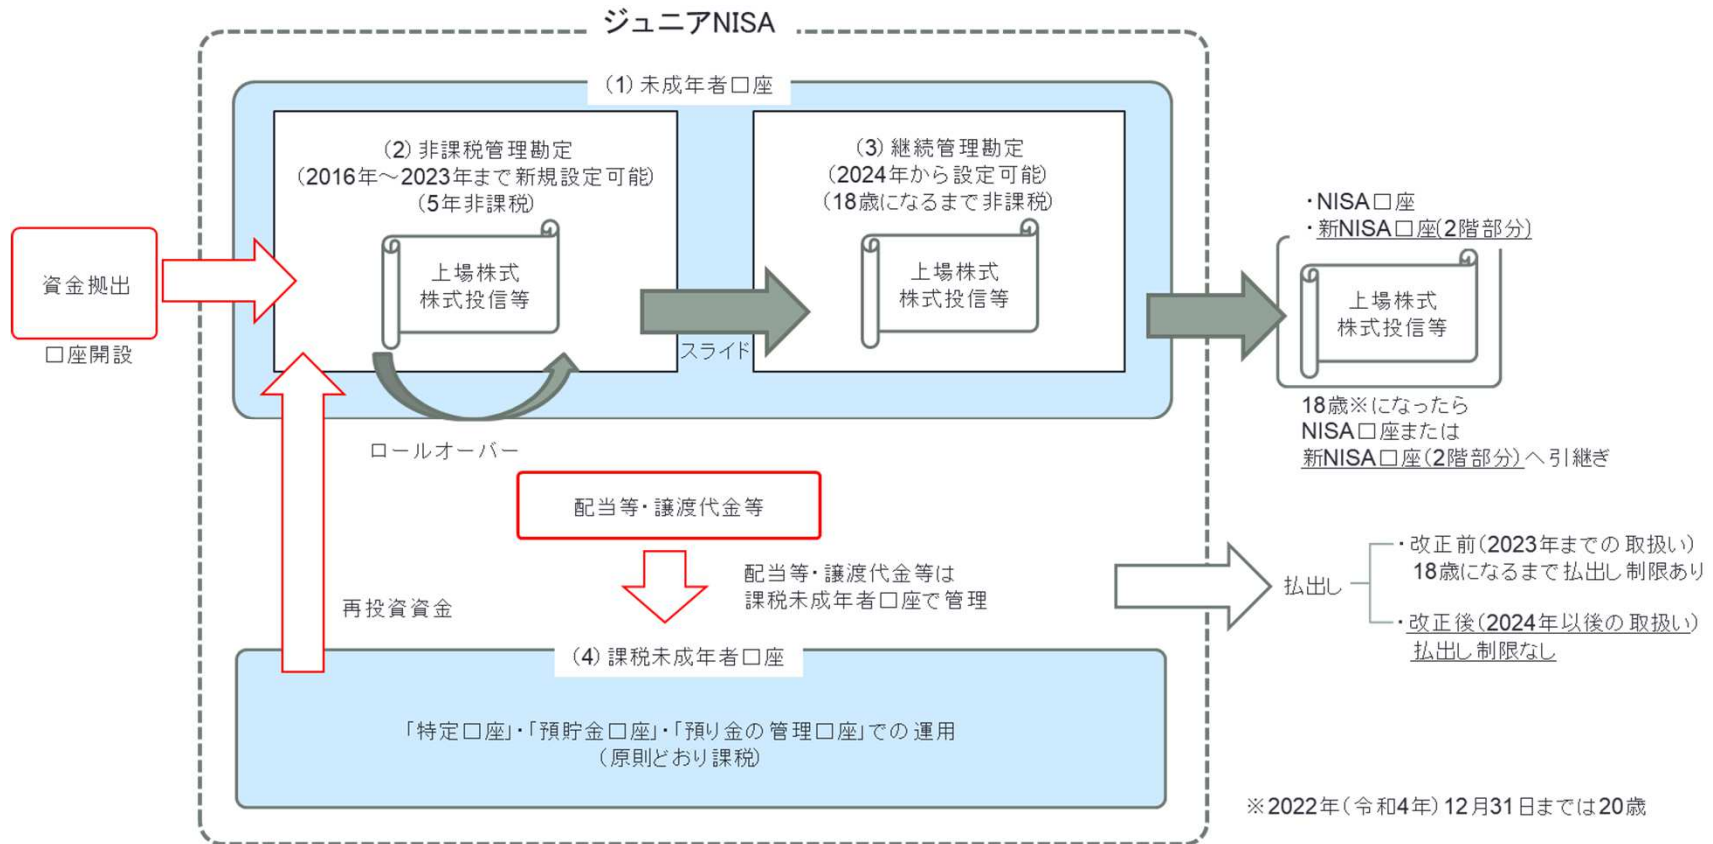 ジュニアNISA
(1) 未成年者口座
(2) 非課税管理勘定
(2016年～2023年まで新規設定可能)
(5年非課税)
上場株式
株式投信等
(3) 継続管理勘定
(2024年から設定可能)
(18歳になるまで非課税)
上場株式
株式投信等
資金拠出
口座開設
スライド
ロールオーバー
・NISA口座
・新NISA口座(2階部分)
上場株式
株式投信等
18歳※になったら
NISA口座または
新NISA口座(2階部分)へ引継ぎ
配当等・譲渡代金等
配当等・譲渡代金等は
課税未成年者口座で管理
再投資資金
払出し
・改正前(2023年までの取扱い)
18歳になるまで払出し制限あり
・改正後(2024年以後の取扱い)
払出し制限なし
(4) 課税未成年者口座
「特定口座」・「預貯金口座」・「預り金の管理口座」での運用
(原則どおり課税)
※2022年(令和4年)12月31日までは20歳